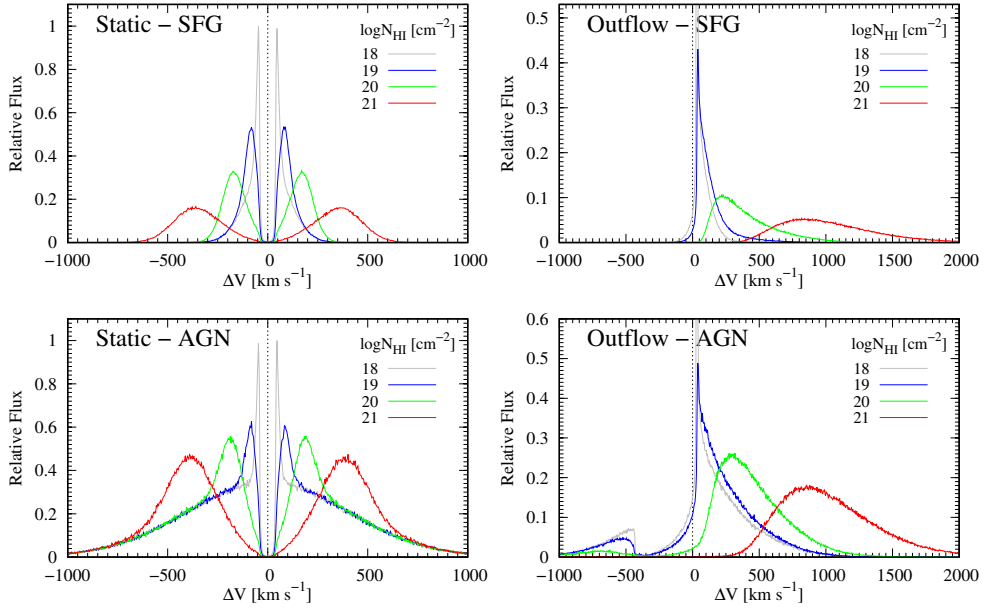 Static – SFG
logN_HI [cm⁻²]
18
19
20
21
Relative Flux
1
0.8
0.6
0.4
0.2
0
−1000 −500 0 500 1000
ΔV [km s⁻¹]
Outflow – SFG
logN_HI [cm⁻²]
18
19
20
21
Relative Flux
0.5
0.4
0.3
0.2
0.1
0
−1000 −500 0 500 1000 1500 2000
ΔV [km s⁻¹]
Static – AGN
logN_HI [cm⁻²]
18
19
20
21
Relative Flux
1
0.8
0.6
0.4
0.2
0
−1000 −500 0 500 1000
ΔV [km s⁻¹]
Outflow – AGN
logN_HI [cm⁻²]
18
19
20
21
Relative Flux
0.6
0.5
0.4
0.3
0.2
0.1
0
−1000 −500 0 500 1000 1500 2000
ΔV [km s⁻¹]